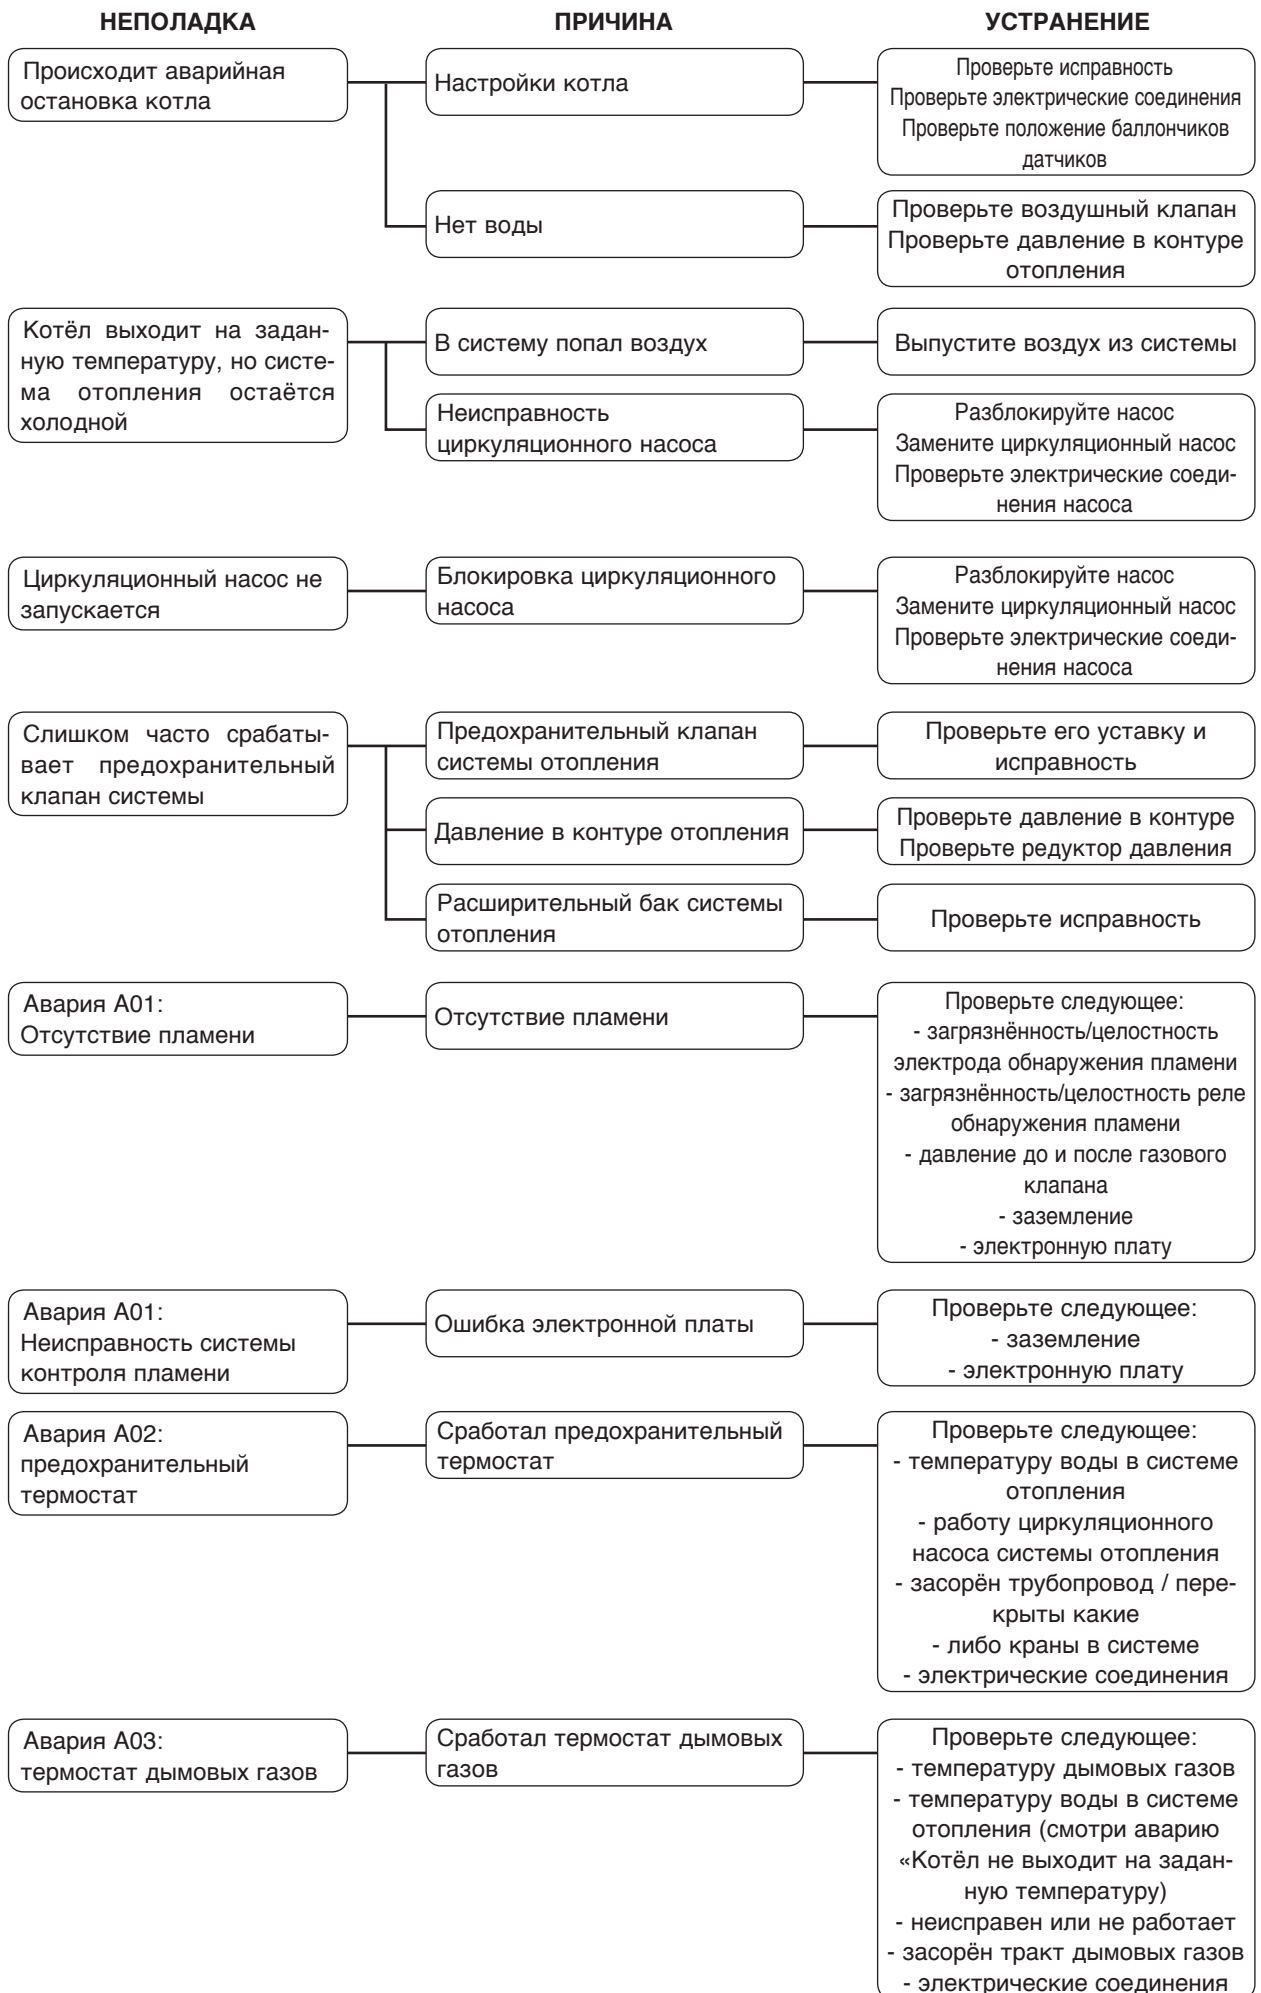 НЕПОЛАДКА
ПРИЧИНА
УСТРАНЕНИЕ
Происходит аварийная
остановка котла
Настройки котла
Проверьте исправность
Проверьте электрические соединения
Проверьте положение баллончиков
датчиков
Нет воды
Проверьте воздушный клапан
Проверьте давление в контуре
отопления
Котёл выходит на задан-
ную температуру, но систе-
ма отопления остаётся
холодной
В систему попал воздух
Выпустите воздух из системы
Неисправность
циркуляционного насоса
Разблокируйте насос
Замените циркуляционный насос
Проверьте электрические соеди-
нения насоса
Циркуляционный насос не
запускается
Блокировка циркуляционного
насоса
Разблокируйте насос
Замените циркуляционный насос
Проверьте электрические соеди-
нения насоса
Слишком часто срабаты-
вает предохранительный
клапан системы
Предохранительный клапан
системы отопления
Проверьте его уставку и
исправность
Давление в контуре отопления
Проверьте давление в контуре
Проверьте редуктор давления
Расширительный бак системы
отопления
Проверьте исправность
Авария A01:
Отсутствие пламени
Отсутствие пламени
Проверьте следующее:
- загрязнённость/целостность
электрода обнаружения пламени
- загрязнённость/целостность реле
обнаружения пламени
- давление до и после газового
клапана
- заземление
- электронную плату
Авария A01:
Неисправность системы
контроля пламени
Ошибка электронной платы
Проверьте следующее:
- заземление
- электронную плату
Авария A02:
предохранительный
термостат
Сработал предохранительный
термостат
Проверьте следующее:
- температуру воды в системе
отопления
- работу циркуляционного
насоса системы отопления
- засорён трубопровод / пере-
крыты какие
- либо краны в системе
- электрические соединения
Авария A03:
термостат дымовых газов
Сработал термостат дымовых
газов
Проверьте следующее:
- температуру дымовых газов
- температуру воды в системе
отопления (смотри аварию
«Котёл не выходит на задан-
ную температуру)
- неисправен или не работает
- засорён тракт дымовых газов
- электрические соединения